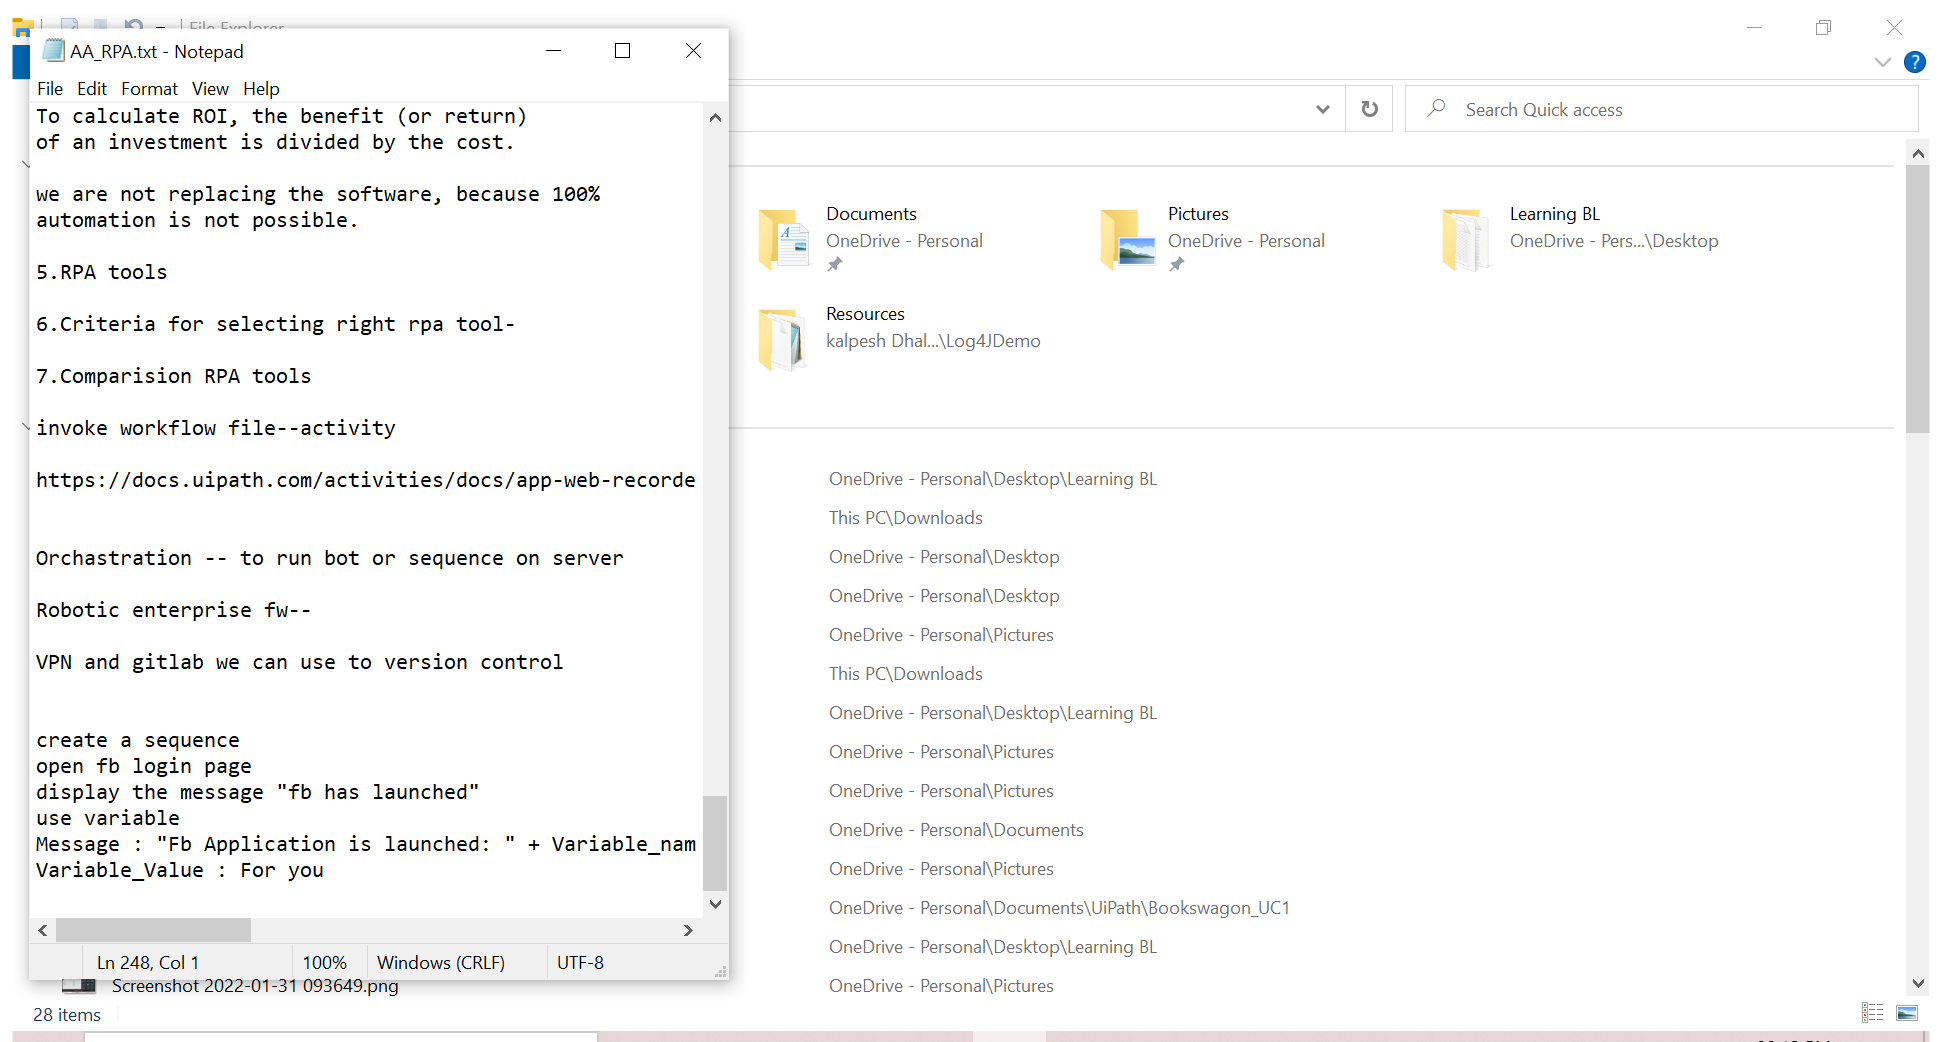 File Explorer
AA_RPA.txt - Notepad
File Edit Format View Help
To calculate ROI, the benefit (or return)
of an investment is divided by the cost.
we are not replacing the software, because 100%
automation is not possible.
5.RPA tools
6.Criteria for selecting right rpa tool-
7.Comparision RPA tools
invoke workflow file--activity
https://docs.uipath.com/activities/docs/app-web-recorde
Orchastration -- to run bot or sequence on server
Robotic enterprise fw--
VPN and gitlab we can use to version control
create a sequence
open fb login page
display the message "fb has launched"
use variable
Message : "Fb Application is launched: " + Variable_nam
Variable_Value : For you
Ln 248, Col 1
100%
Windows (CRLF)
UTF-8
Search Quick access
Documents
OneDrive - Personal
Pictures
OneDrive - Personal
Learning BL
OneDrive - Pers...\Desktop
Resources
kalpesh Dhal...\Log4JDemo
OneDrive - Personal\Desktop\Learning BL
This PC\Downloads
OneDrive - Personal\Desktop
OneDrive - Personal\Desktop
OneDrive - Personal\Pictures
This PC\Downloads
OneDrive - Personal\Desktop\Learning BL
OneDrive - Personal\Pictures
OneDrive - Personal\Pictures
OneDrive - Personal\Documents
OneDrive - Personal\Pictures
OneDrive - Personal\Documents\UiPath\Bookswagon_UC1
OneDrive - Personal\Desktop\Learning BL
OneDrive - Personal\Pictures
Screenshot 2022-01-31 093649.png
28 items